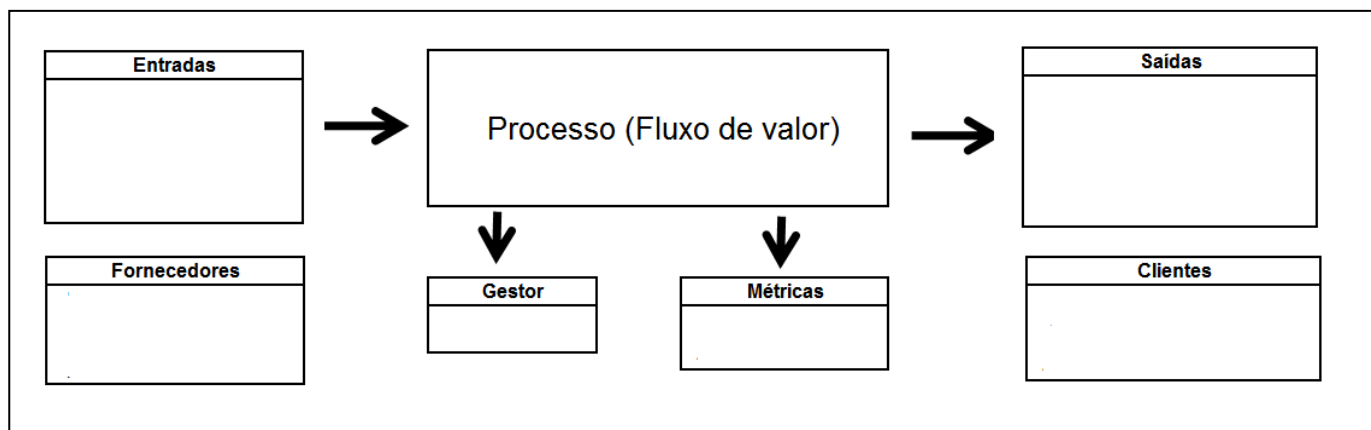 Entradas
Processo (Fluxo de valor)
Saídas
Fornecedores
Gestor
Métricas
Clientes